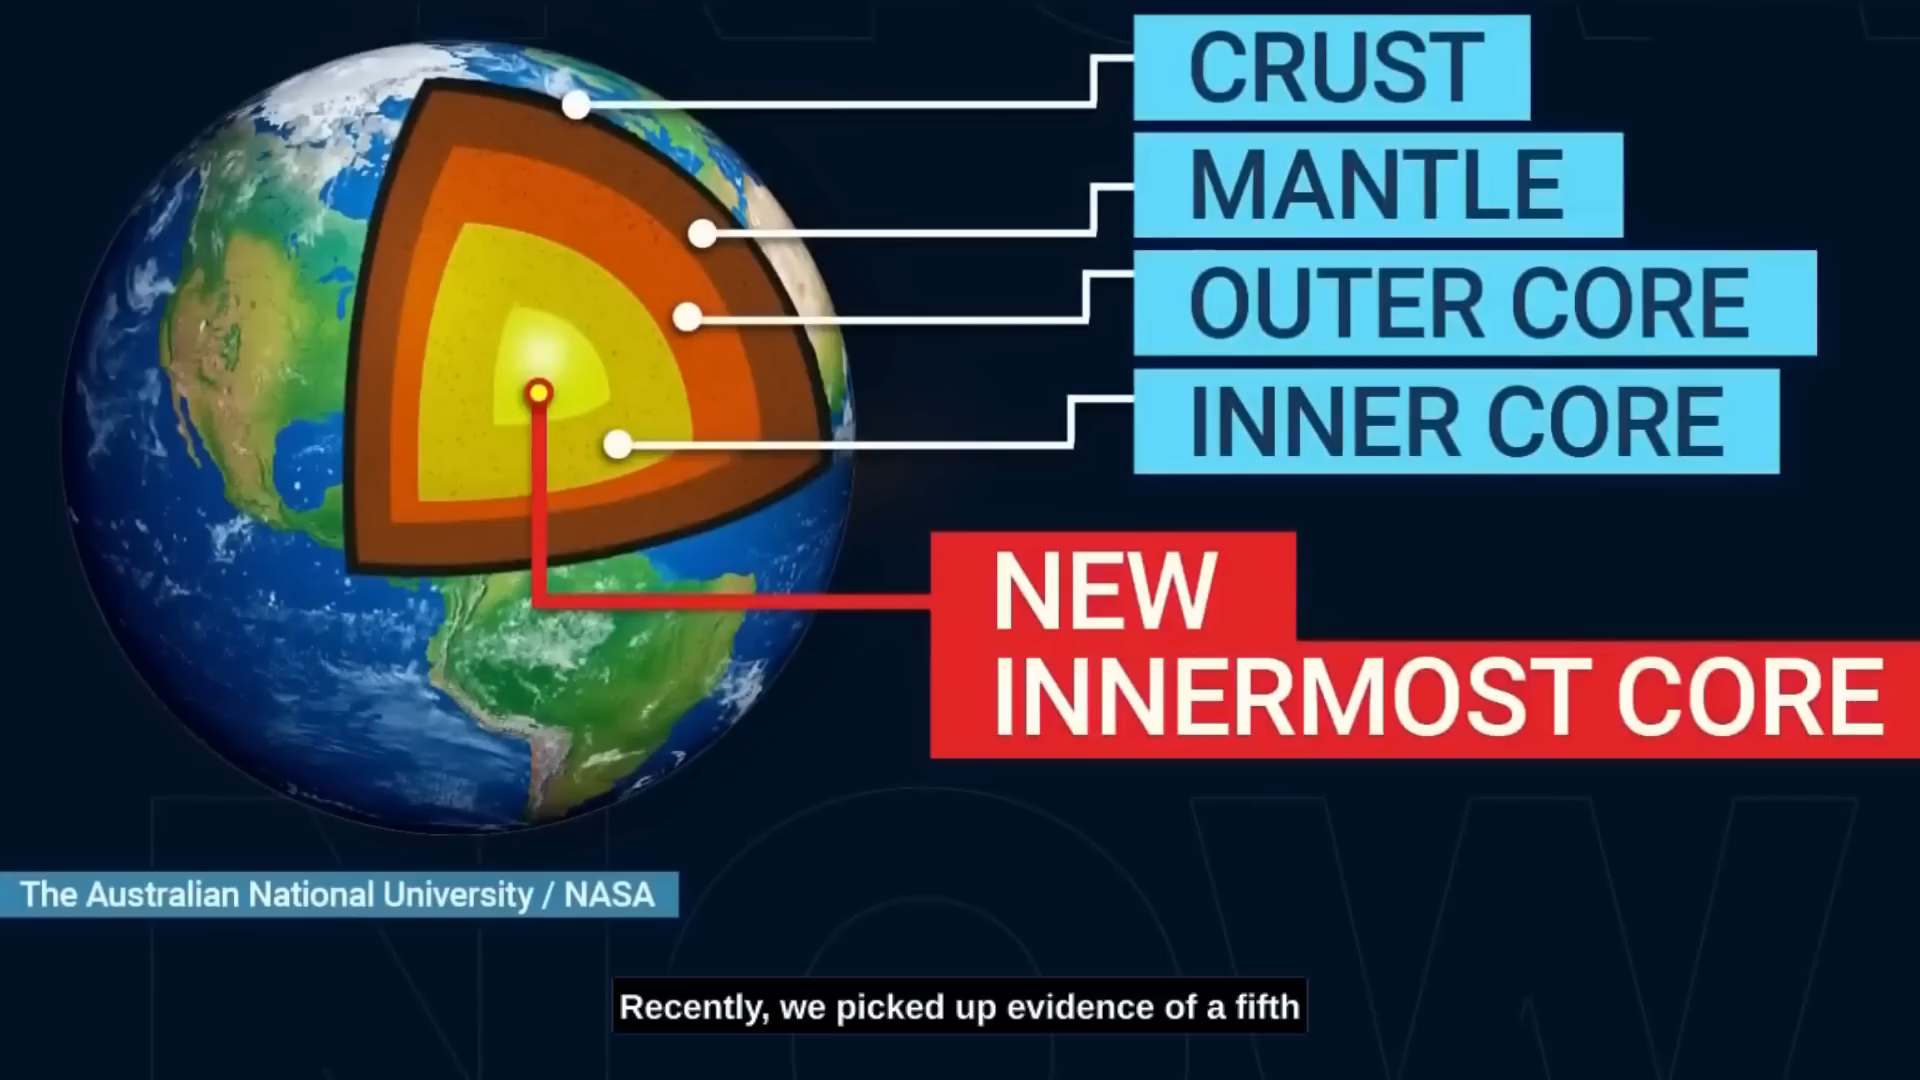 CRUST
MANTLE
OUTER CORE
INNER CORE
NEW
INNERMOST CORE
The Australian National University / NASA
NOW
Recently, we picked up evidence of a fifth